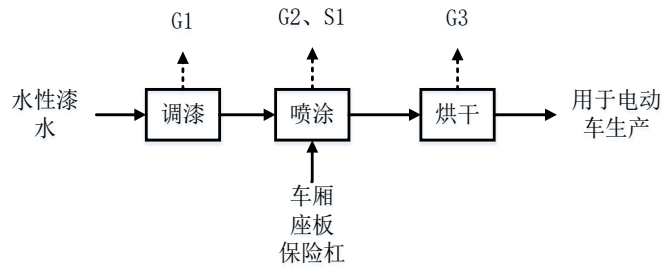 G1
G2、S1
G3
水性漆
水
调漆
喷涂
烘干
用于电动
车生产
车厢
座板
保险杠